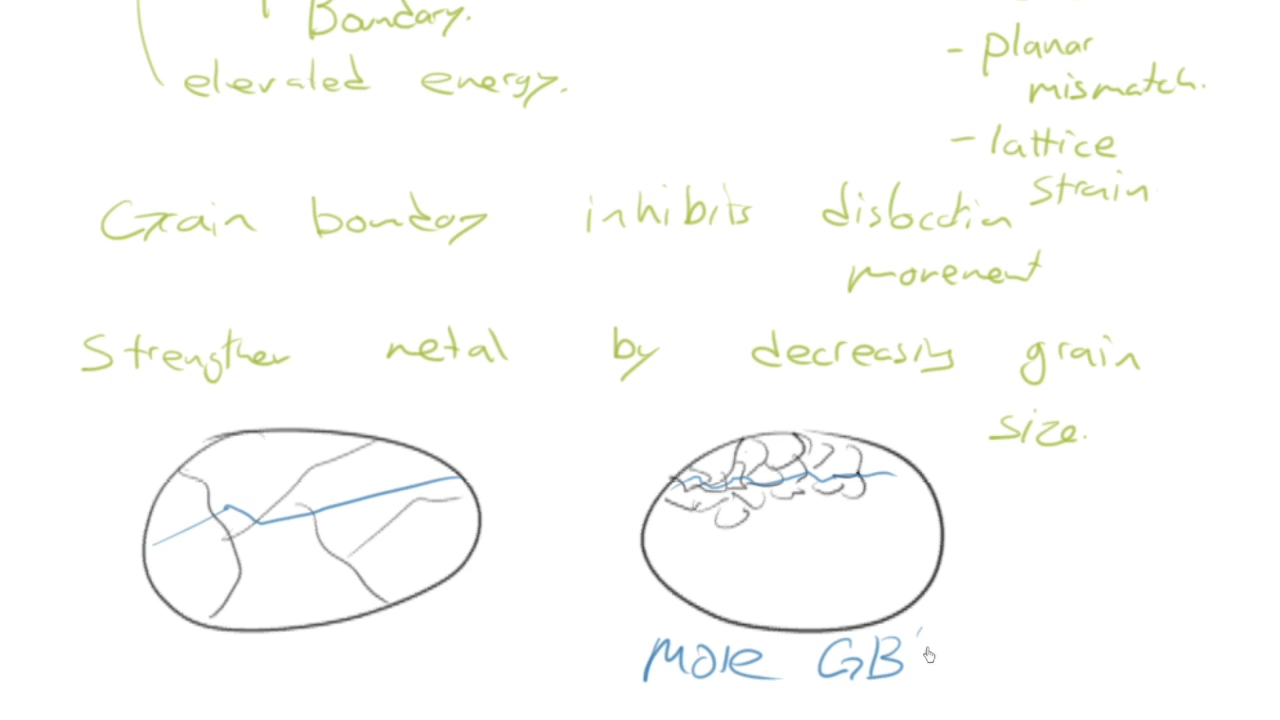 Boundary.
elevated energy.
- planar
mismatch.
- lattice
strain
Grain bounday inhibits dislocation
movement
Strengthen metal by decreasing grain
size.
More GB'